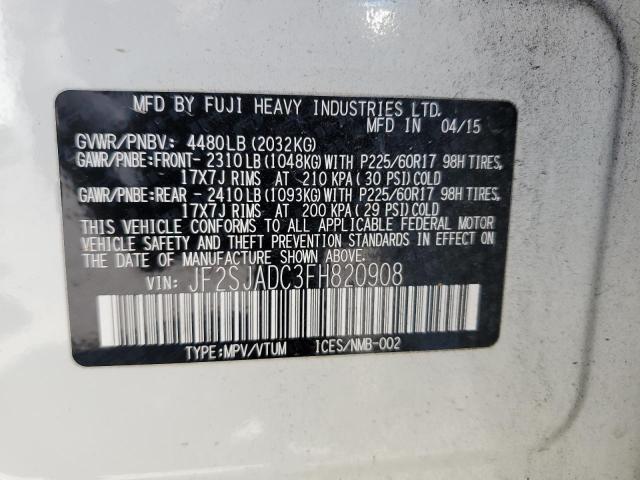 MFD BY FUJI HEAVY INDUSTRIES LTD.
MFD IN 04/15
GVWR/PNBV: 4480LB (2032KG)
GAWR/PNBE:FRONT- 2310LB (1048KG) WITH P225/60R17 98H TIRES,
17X7J RIMS AT 210 KPA (30 PSI) COLD
GAWR/PNBE:REAR - 2410LB (1093KG) WITH P225/60R17 98H TIRES,
17X7J RIMS AT 200 KPA (29 PSI) COLD
THIS VEHICLE CONFORMS TO ALL APPLICABLE FEDERAL MOTOR
VEHICLE SAFETY AND THEFT PREVENTION STANDARDS IN EFFECT
ON THE DATE OF MANUFACTURE SHOWN ABOVE.
VIN: JF2SJADC3FH820908
TYPE:MPV/VTUM ICES/NMB-002